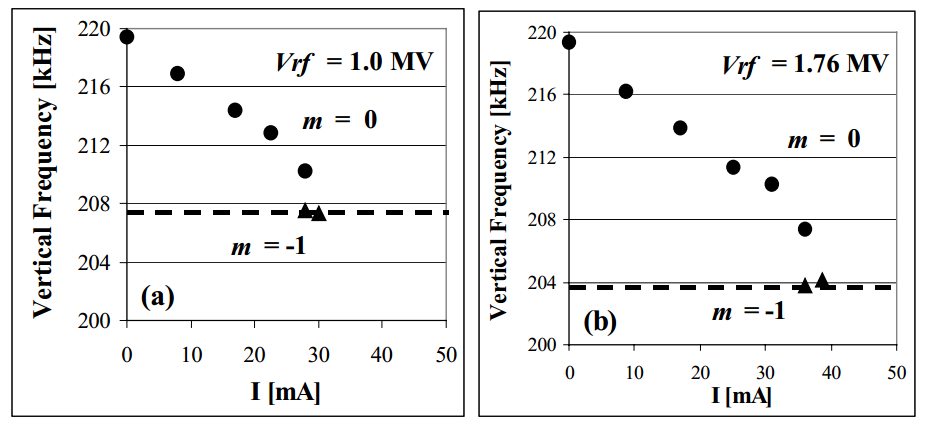 Vertical Frequency [kHz]
220
216
212
208
204
200
Vrf = 1.0 MV
m = 0
m = -1
(a)
0 10 20 30 40 50
I [mA]
Vertical Frequency [kHz]
220
216
212
208
204
200
Vrf = 1.76 MV
m = 0
m = -1
(b)
0 10 20 30 40 50
I [mA]